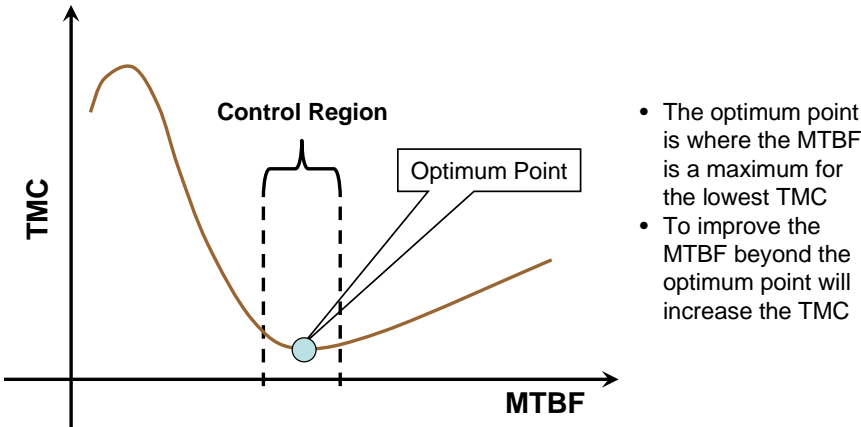 TMC
Control Region
Optimum Point
MTBF
• The optimum point
is where the MTBF
is a maximum for
the lowest TMC
• To improve the
MTBF beyond the
optimum point will
increase the TMC